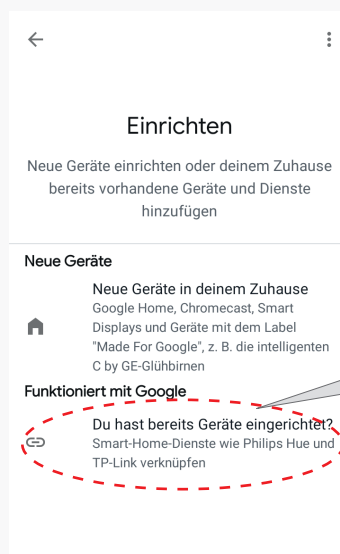 Einrichten
Neue Geräte einrichten oder deinem Zuhause
bereits vorhandene Geräte und Dienste
hinzufügen
Neue Geräte
Neue Geräte in deinem Zuhause
Google Home, Chromecast, Smart
Displays und Geräte mit dem Label
"Made For Google", z. B. die intelligenten
C by GE-Glühbirnen
Funktioniert mit Google
Du hast bereits Geräte eingerichtet?
Smart-Home-Dienste wie Philips Hue und
TP-Link verknüpfen